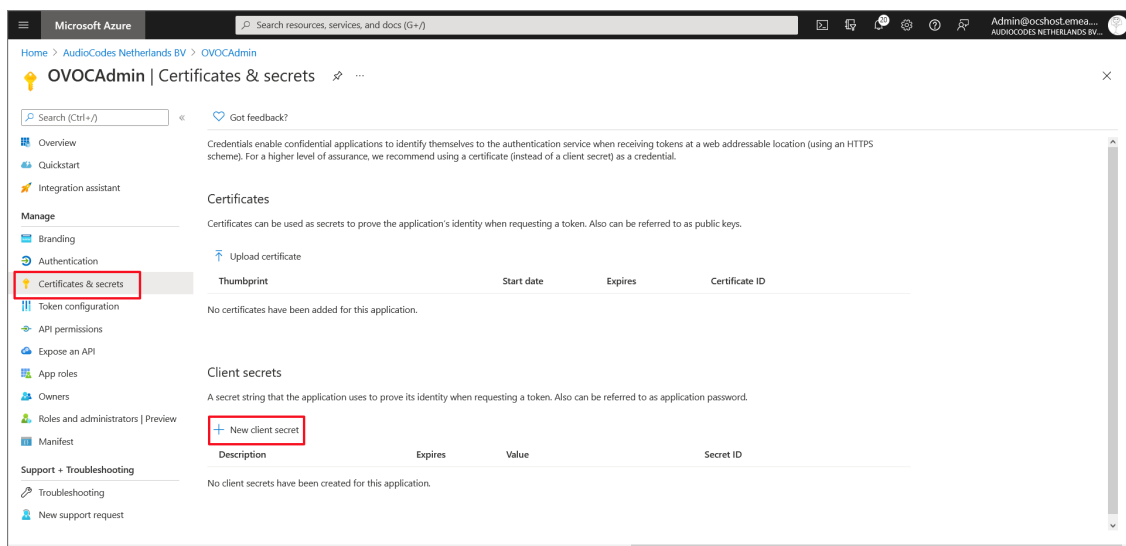 Microsoft Azure
Search resources, services, and docs (G+/)
20
Admin@ocshost.emea....
AUDIOCODES NETHERLANDS BV...
Home > AudioCodes Netherlands BV > OVOCAdmin
OVOCAdmin | Certificates & secrets
Search (Ctrl+/)
Got feedback?
Overview
Quickstart
Integration assistant
Manage
Branding
Authentication
Certificates & secrets
Token configuration
API permissions
Expose an API
App roles
Owners
Roles and administrators | Preview
Manifest
Support + Troubleshooting
Troubleshooting
New support request
Credentials enable confidential applications to identify themselves to the authentication service when receiving tokens at a web addressable location (using an HTTPS
scheme). For a higher level of assurance, we recommend using a certificate (instead of a client secret) as a credential.
Certificates
Certificates can be used as secrets to prove the application's identity when requesting a token. Also can be referred to as public keys.
Upload certificate
Thumbprint Start date Expires Certificate ID
No certificates have been added for this application.
Client secrets
A secret string that the application uses to prove its identity when requesting a token. Also can be referred to as application password.
New client secret
Description Expires Value Secret ID
No client secrets have been created for this application.